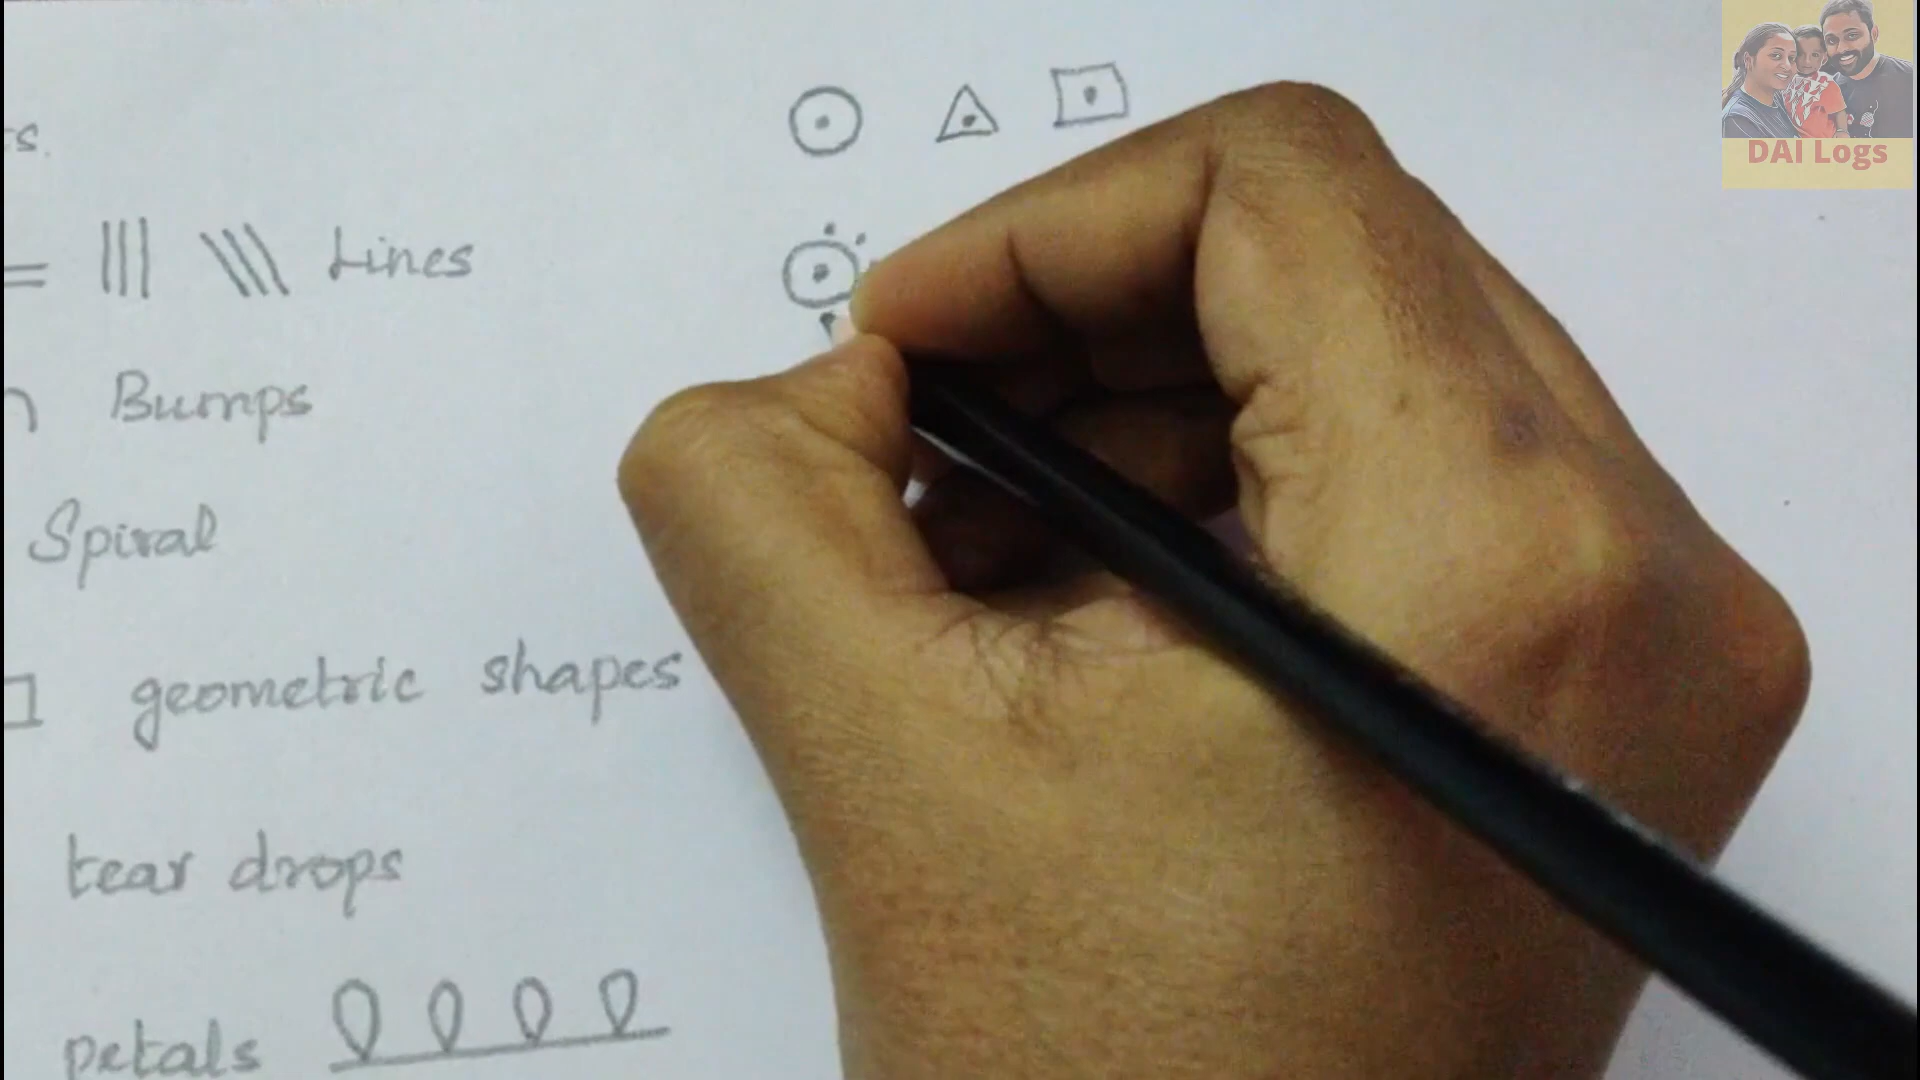 s.
Lines
Bumps
Spiral
geometric shapes
tear drops
petals
DAI Logs